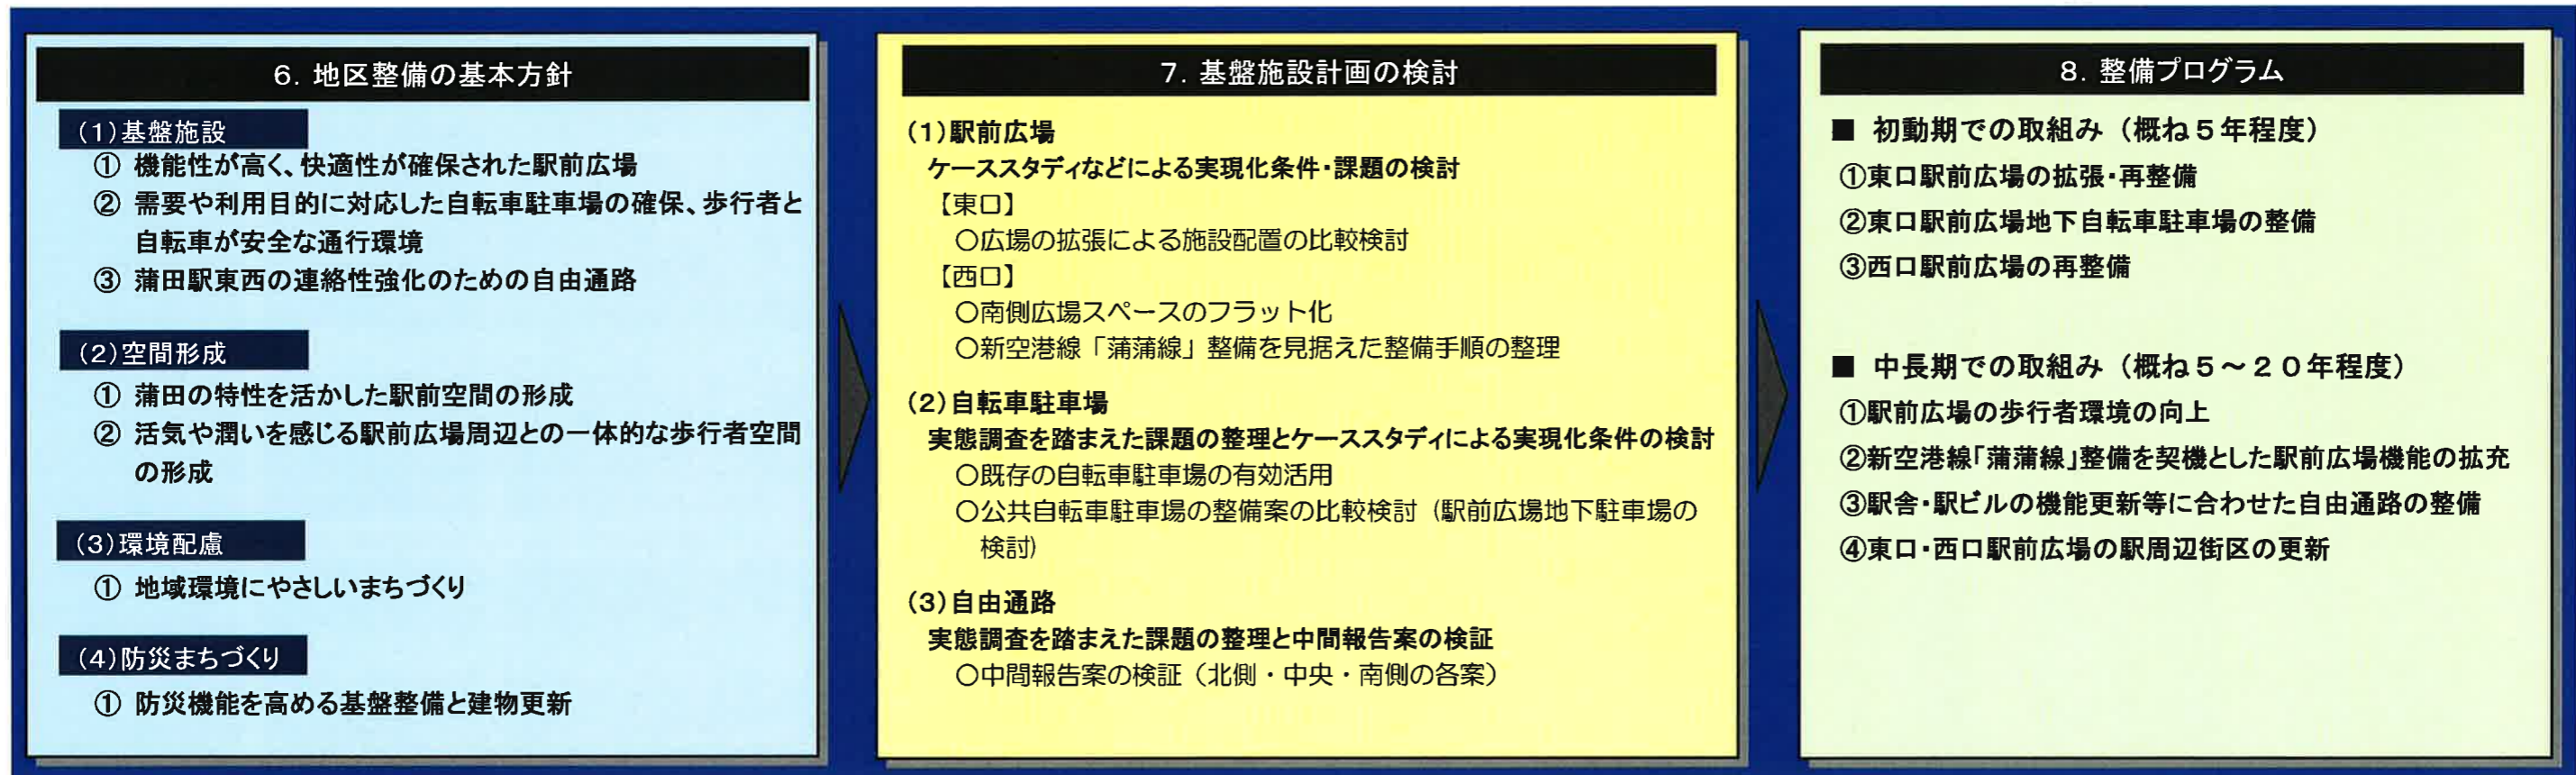 6. 地区整備の基本方針
(1)基盤施設
① 機能性が高く、快適性が確保された駅前広場
② 需要や利用目的に対応した自転車駐車場の確保、歩行者と
自転車が安全な通行環境
③ 蒲田駅東西の連絡性強化のための自由通路
(2)空間形成
① 蒲田の特性を活かした駅前空間の形成
② 活気や潤いを感じる駅前広場周辺との一体的な歩行者空間
の形成
(3)環境配慮
① 地域環境にやさしいまちづくり
(4)防災まちづくり
① 防災機能を高める基盤整備と建物更新
7. 基盤施設計画の検討
(1)駅前広場
ケーススタディなどによる実現化条件・課題の検討
【東口】
○広場の拡張による施設配置の比較検討
【西口】
○南側広場スペースのフラット化
○新空港線「蒲蒲線」整備を見据えた整備手順の整理
(2)自転車駐車場
実態調査を踏まえた課題の整理とケーススタディによる実現化条件の検討
○既存の自転車駐車場の有効活用
○公共自転車駐車場の整備案の比較検討（駅前広場地下駐車場の
検討)
(3)自由通路
実態調査を踏まえた課題の整理と中間報告案の検証
○中間報告案の検証（北側・中央・南側の各案）
8. 整備プログラム
■ 初動期での取組み（概ね５年程度）
①東口駅前広場の拡張・再整備
②東口駅前広場地下自転車駐車場の整備
③西口駅前広場の再整備
■ 中長期での取組み（概ね５～２０年程度）
①駅前広場の歩行者環境の向上
②新空港線「蒲蒲線」整備を契機とした駅前広場機能の拡充
③駅舎・駅ビルの機能更新等に合わせた自由通路の整備
④東口・西口駅前広場の駅周辺街区の更新